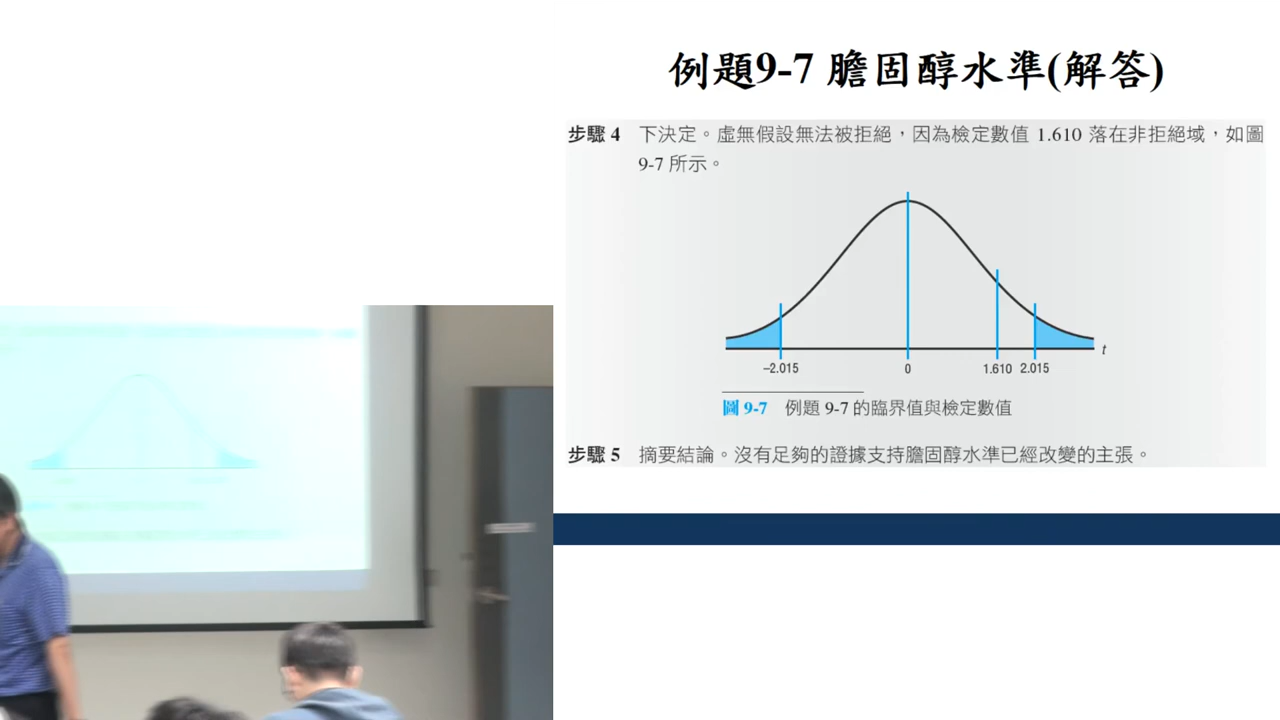 例題9-7 膽固醇水準(解答)
步驟 4 下決定。虛無假設無法被拒絕，因為檢定數值 1.610 落在非拒絕域，如圖
9-7 所示。
t
–2.015 0 1.610 2.015
圖 9-7 例題 9-7 的臨界值與檢定數值
步驟 5 摘要結論。沒有足夠的證據支持膽固醇水準已經改變的主張。